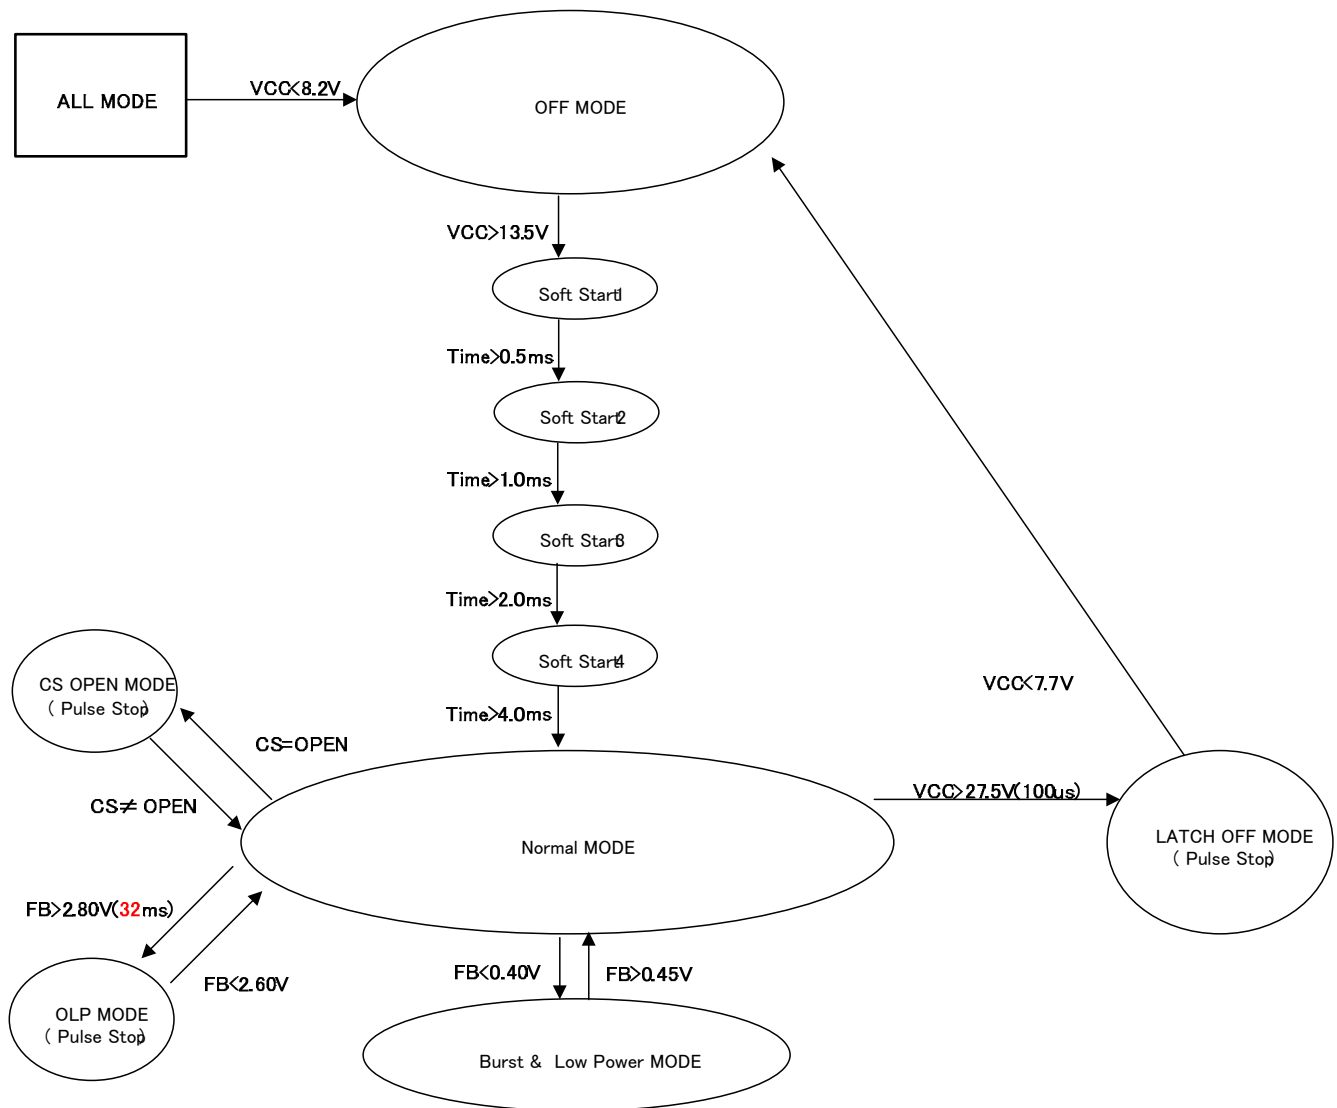 ALL MODE
VCC<8.2V
OFF MODE
VCC>13.5V
Soft Start1
Time>0.5ms
Soft Start2
Time>1.0ms
Soft Start3
Time>2.0ms
Soft Start4
Time>4.0ms
VCC<7.7V
CS OPEN MODE
( Pulse Stop)
CS=OPEN
CS≠ OPEN
Normal MODE
VCC>27.5V(100us)
LATCH OFF MODE
( Pulse Stop)
FB>2.80V(32ms)
FB<2.60V
OLP MODE
( Pulse Stop)
FB<0.40V
FB>0.45V
Burst & Low Power MODE